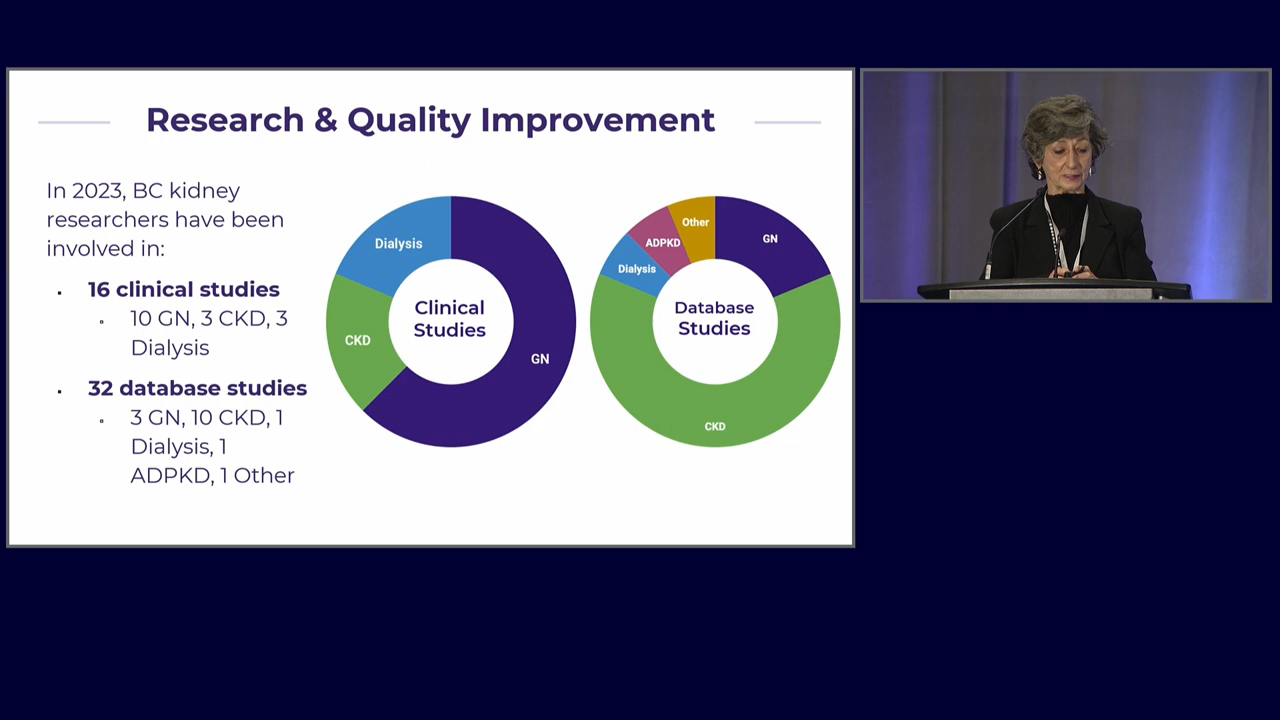 Research & Quality Improvement
In 2023, BC kidney
researchers have been
involved in:
16 clinical studies
10 GN, 3 CKD, 3
Dialysis
32 database studies
3 GN, 10 CKD, 1
Dialysis, 1
ADPKD, 1 Other
Dialysis
CKD
GN
Clinical
Studies
Other
ADPKD
Dialysis
GN
CKD
Database
Studies